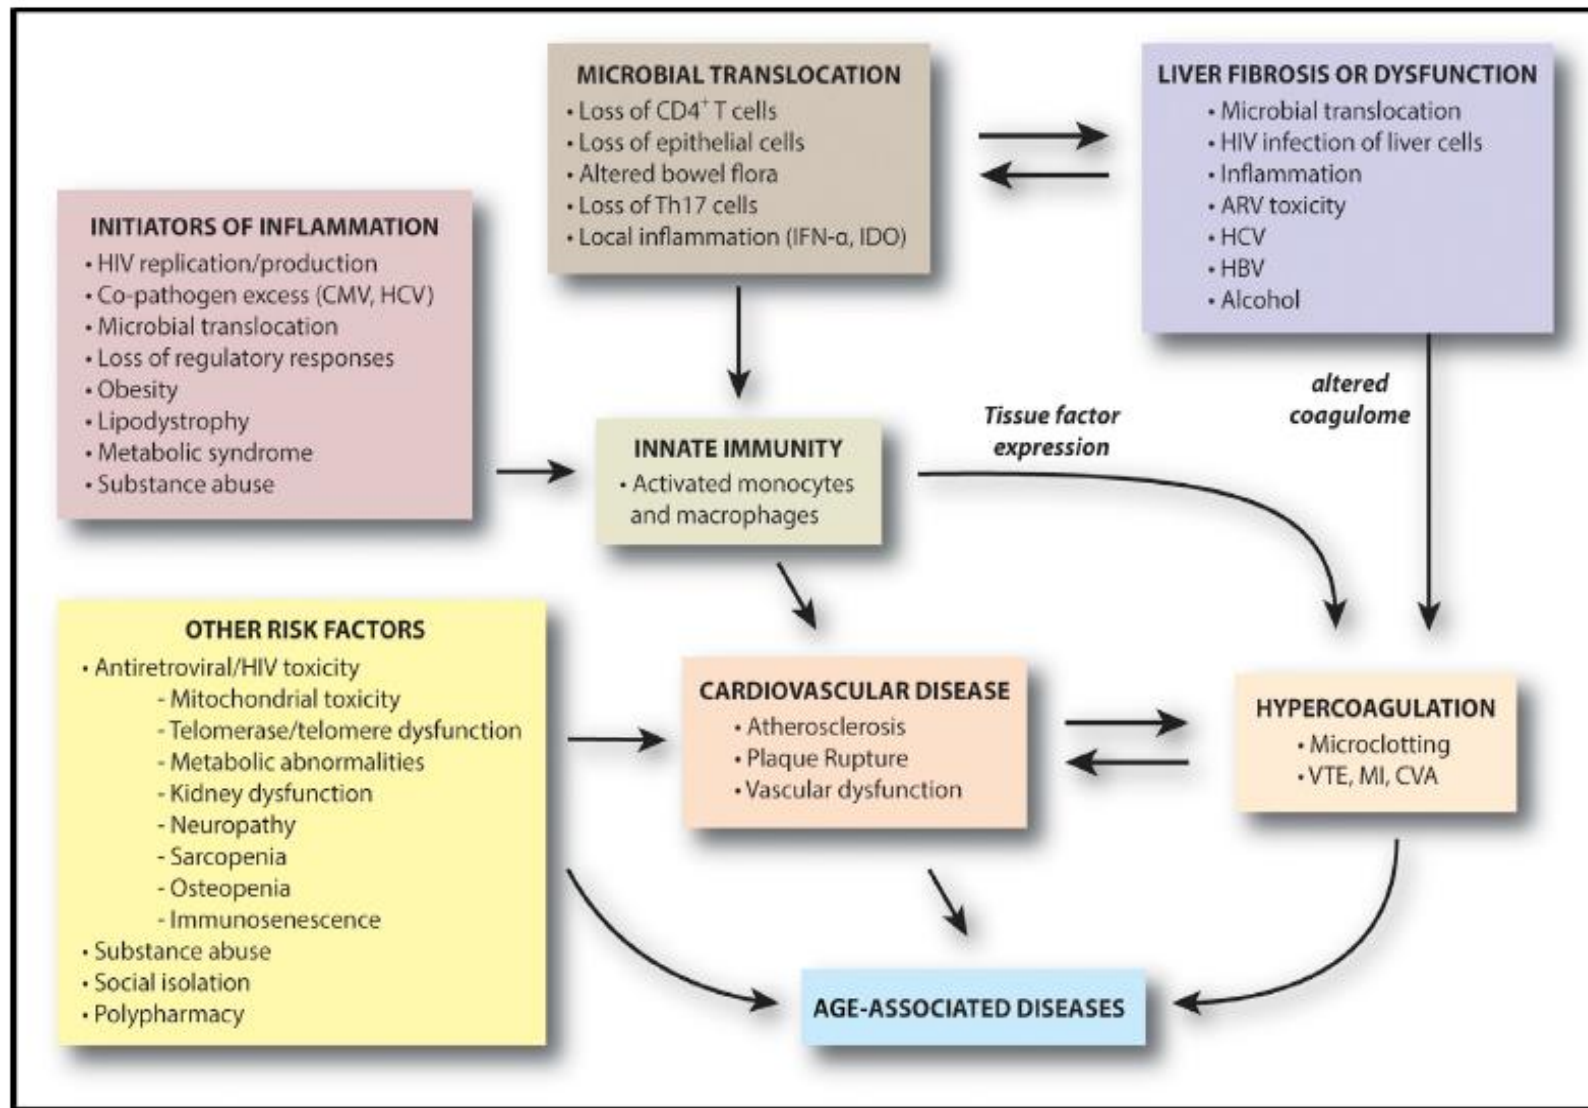 MICROBIAL TRANSLOCATION
• Loss of CD4⁺ T cells
• Loss of epithelial cells
• Altered bowel flora
• Loss of Th17 cells
• Local inflammation (IFN-α, IDO)
LIVER FIBROSIS OR DYSFUNCTION
• Microbial translocation
• HIV infection of liver cells
• Inflammation
• ARV toxicity
• HCV
• HBV
• Alcohol
INITIATORS OF INFLAMMATION
• HIV replication/production
• Co-pathogen excess (CMV, HCV)
• Microbial translocation
• Loss of regulatory responses
• Obesity
• Lipodystrophy
• Metabolic syndrome
• Substance abuse
INNATE IMMUNITY
• Activated monocytes
and macrophages
Tissue factor
expression
altered
coagulome
OTHER RISK FACTORS
• Antiretroviral/HIV toxicity
- Mitochondrial toxicity
- Telomerase/telomere dysfunction
- Metabolic abnormalities
- Kidney dysfunction
- Neuropathy
- Sarcopenia
- Osteopenia
- Immunosenescence
• Substance abuse
• Social isolation
• Polypharmacy
CARDIOVASCULAR DISEASE
• Atherosclerosis
• Plaque Rupture
• Vascular dysfunction
HYPERCOAGULATION
• Microclotting
• VTE, MI, CVA
AGE-ASSOCIATED DISEASES